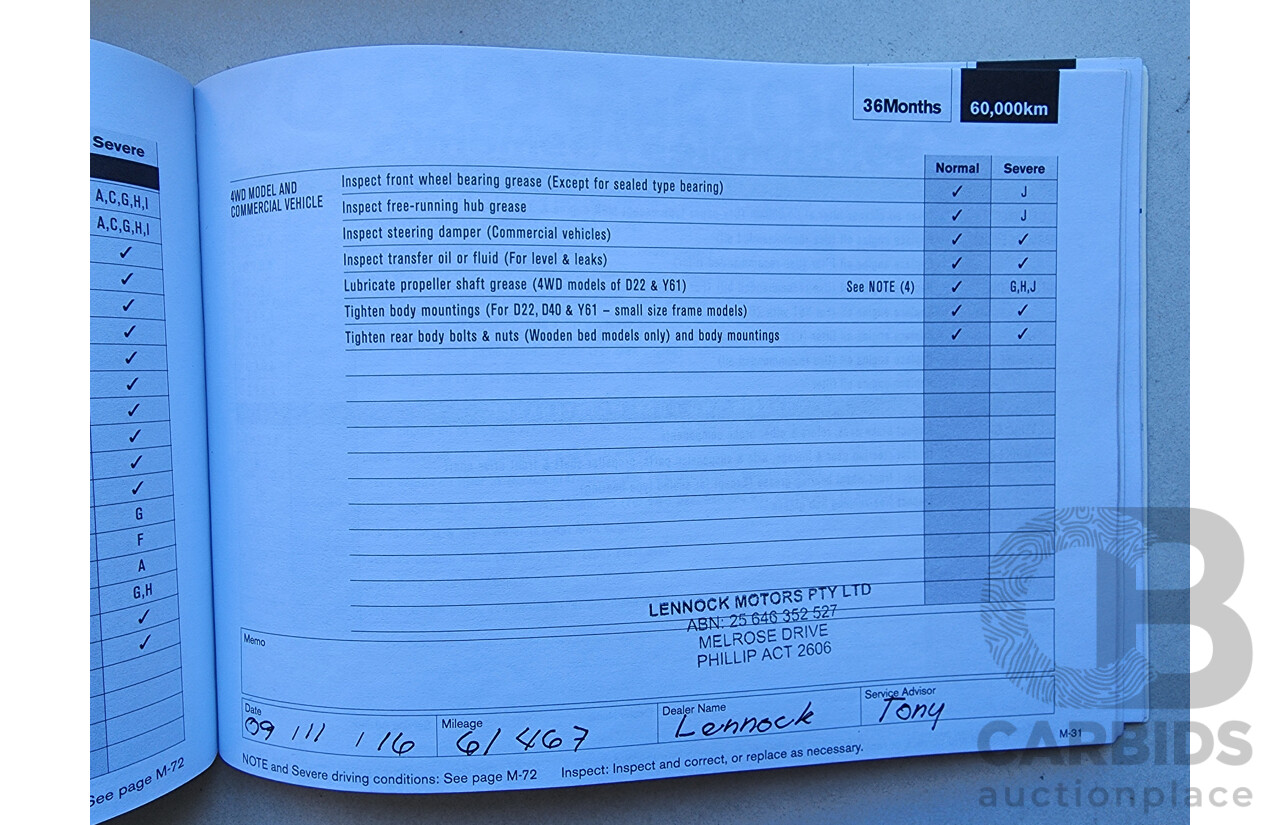 Severe
A,C,G,H,I
A,C,G,H,I
✓
✓
✓
✓
✓
✓
✓
✓
✓
✓
G
F
A
G,H
✓
✓
See page M-72
36Months 60,000km
Normal Severe
4WD MODEL AND
COMMERCIAL VEHICLE
Inspect front wheel bearing grease (Except for sealed type bearing) ✓ J
Inspect free-running hub grease ✓ J
Inspect steering damper (Commercial vehicles) ✓ ✓
Inspect transfer oil or fluid (For level & leaks) ✓ ✓
Lubricate propeller shaft grease (4WD models of D22 & Y61) See NOTE (4) ✓ G,H,J
Tighten body mountings (For D22, D40 & Y61 – small size frame models) ✓ ✓
Tighten rear body bolts & nuts (Wooden bed models only) and body mountings ✓ ✓
LENNOCK MOTORS PTY LTD
ABN: 25 646 352 527
MELROSE DRIVE
PHILLIP ACT 2606
Memo
Date
09 / 11 / 16
Mileage
61 467
Dealer Name
Lennock
Service Advisor
Tony
M-31
NOTE and Severe driving conditions: See page M-72 Inspect: Inspect and correct, or replace as necessary.
CARBIDS
auctionplace